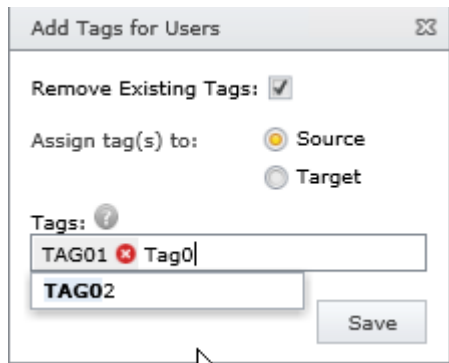 Add Tags for Users
Remove Existing Tags:
Assign tag(s) to: Source
Target
Tags: ?
TAG01 Tag0
TAG02
Save